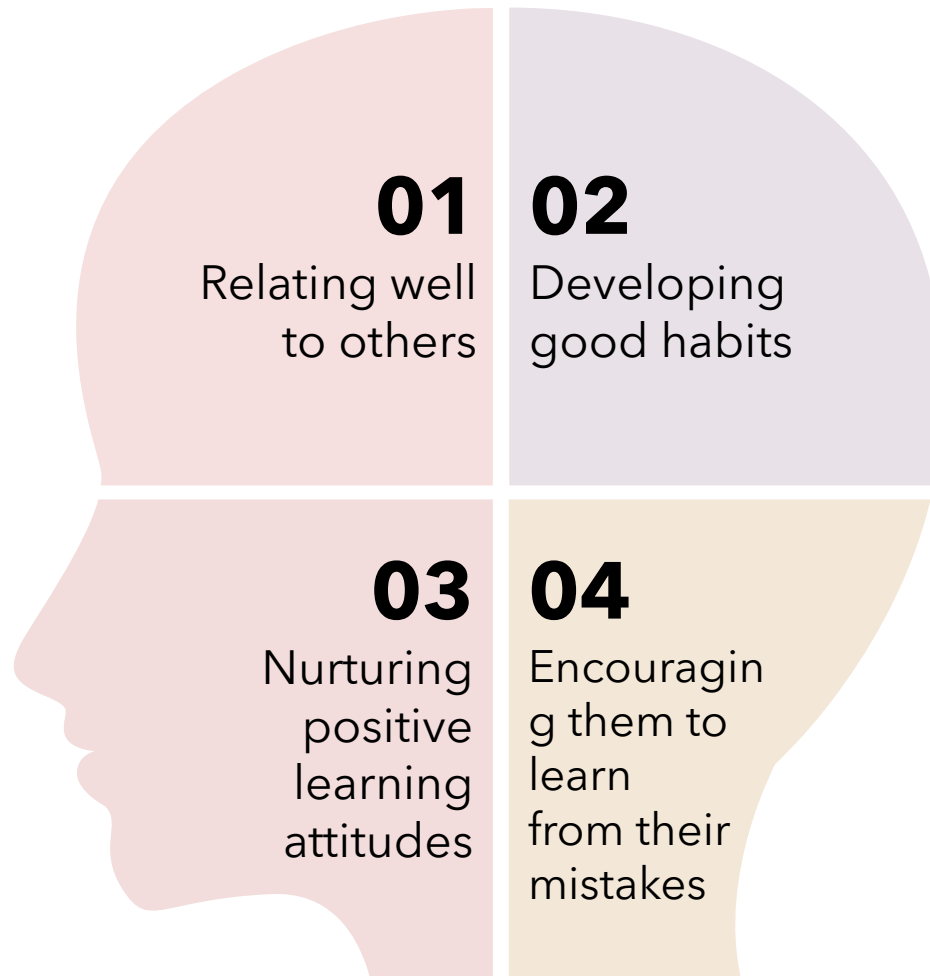 01
Relating well
to others
02
Developing
good habits
03
Nurturing
positive
learning
attitudes
04
Encouragin
g them to
learn
from their
mistakes